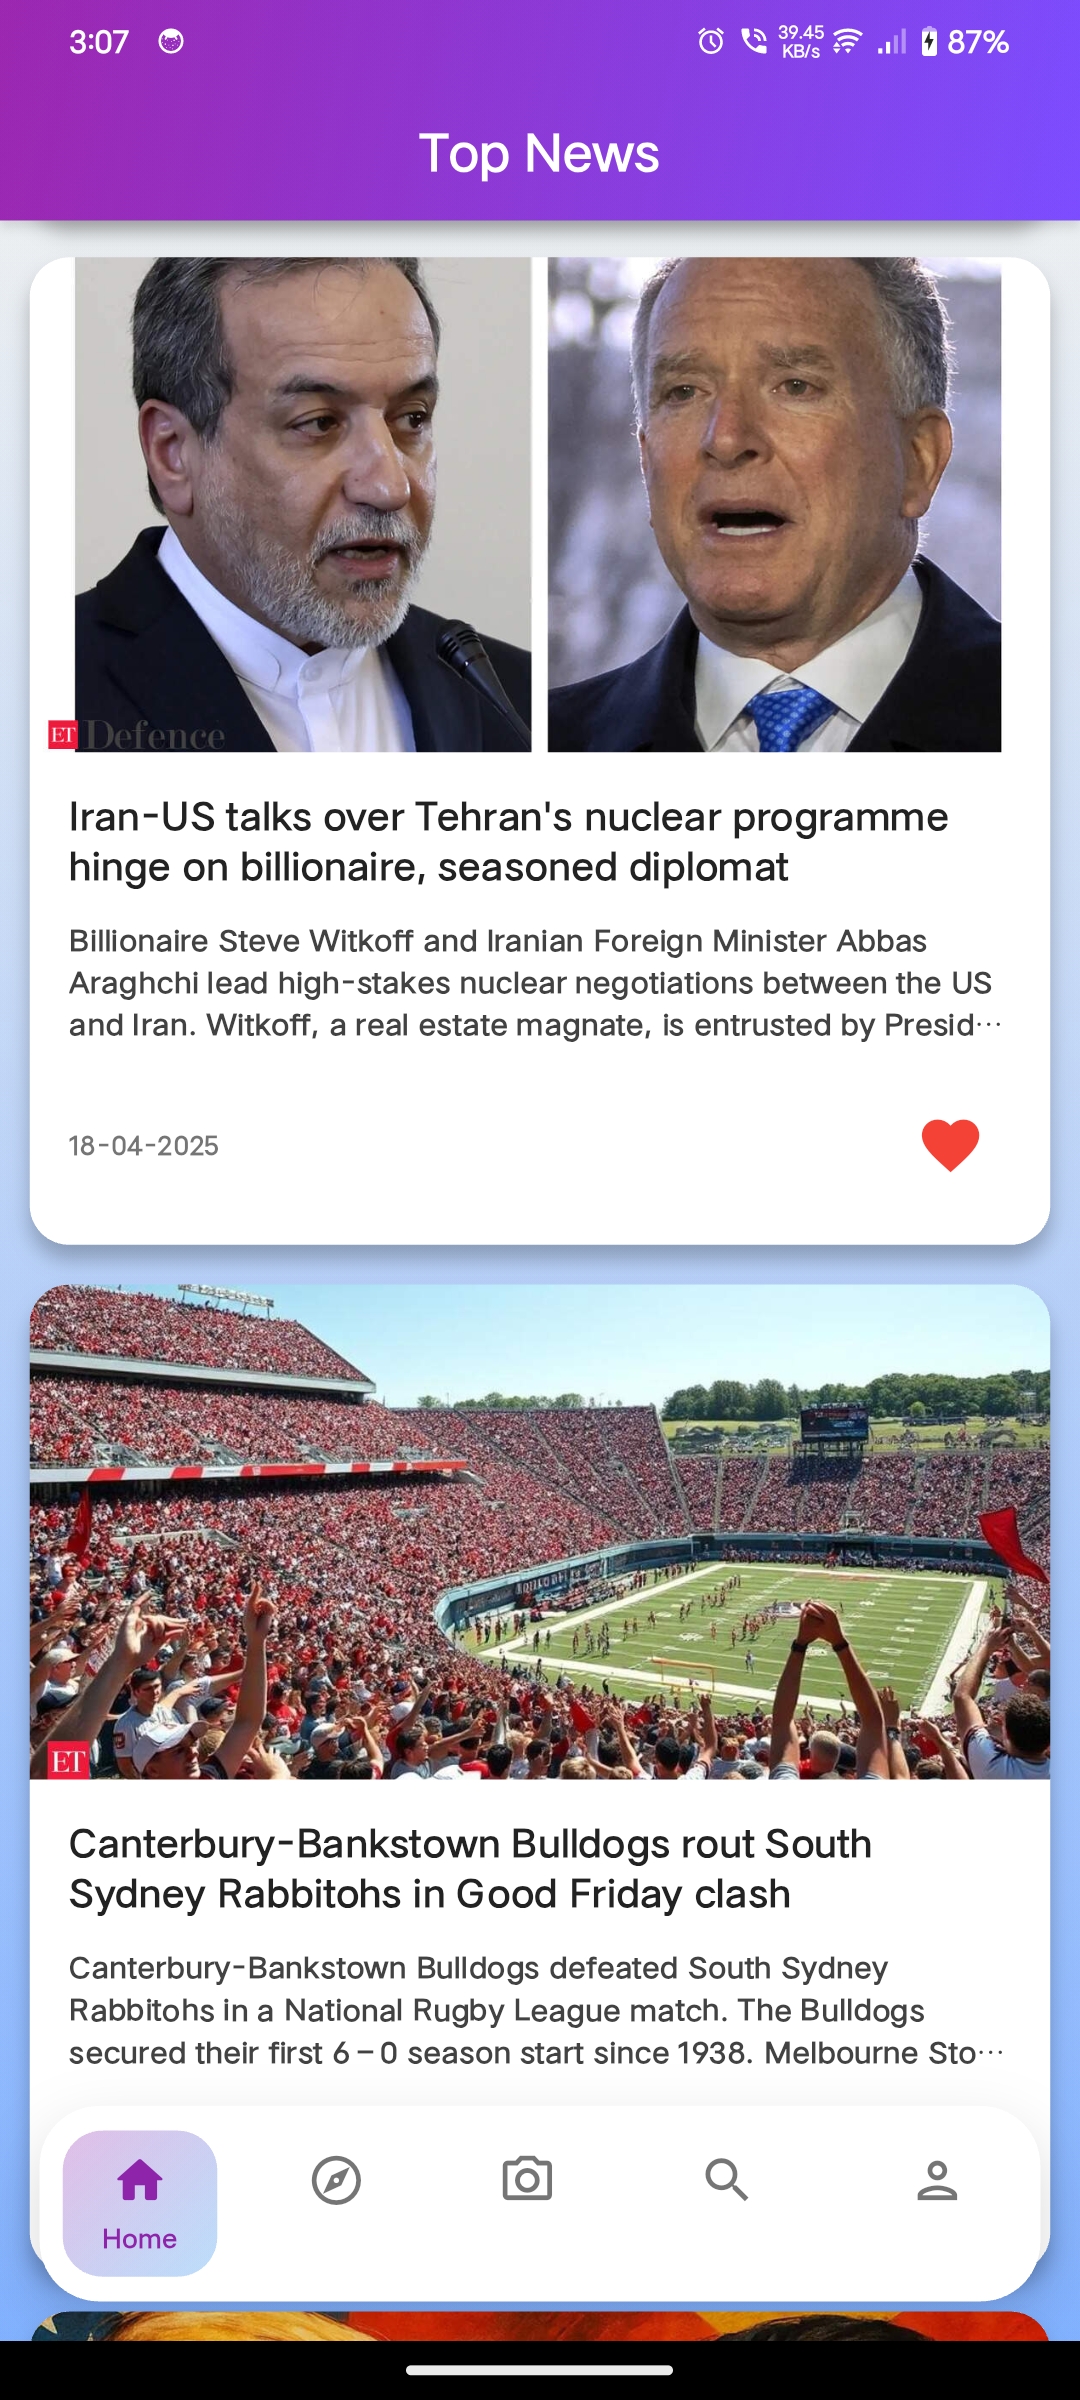 3:07
39.45
KB/s
87%
Top News
ET Defence
Iran-US talks over Tehran's nuclear programme
hinge on billionaire, seasoned diplomat
Billionaire Steve Witkoff and Iranian Foreign Minister Abbas
Araghchi lead high-stakes nuclear negotiations between the US
and Iran. Witkoff, a real estate magnate, is entrusted by Presid…
18-04-2025
ET
Canterbury-Bankstown Bulldogs rout South
Sydney Rabbitohs in Good Friday clash
Canterbury-Bankstown Bulldogs defeated South Sydney
Rabbitohs in a National Rugby League match. The Bulldogs
secured their first 6–0 season start since 1938. Melbourne Sto…
Home